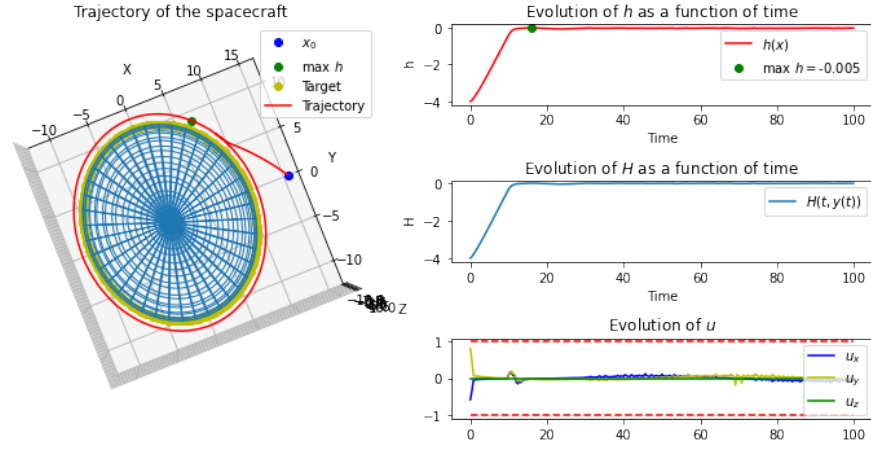 Trajectory of the spacecraft
x₀
max h
Target
Trajectory
X
−10
−5
0
5
10
15
10
5
0
−5
−10
Y
Z
Evolution of h as a function of time
h
0
−2
−4
h(x)
max h = -0.005
0
20
40
60
80
100
Time
Evolution of H as a function of time
H
0
−2
−4
H(t, y(t))
0
20
40
60
80
100
Time
Evolution of u
1
0
−1
uₓ
u_y
u_z
0
20
40
60
80
100